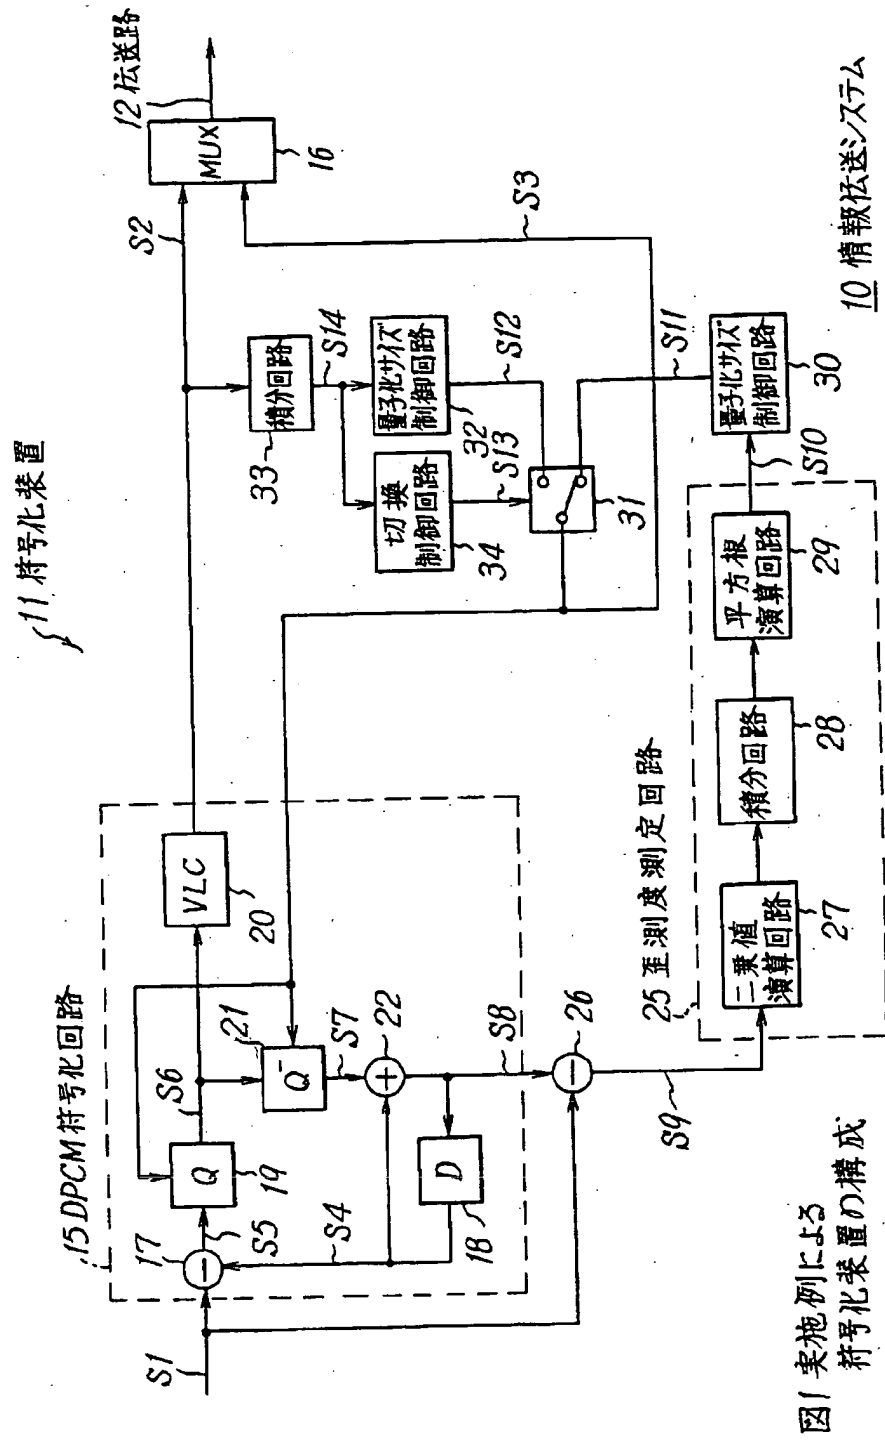 11 符号化装置
10 情報伝送システム
15 DPCM符号化回路
S1
17
S5
Q
19
S6
S4
Q⁻
21
S7
+
22
D
18
S8
VLC
20
S2
MUX
16
12 伝送路
S3
積分回路
33
S14
量子化サイズ
制御回路
32
S12
切換
制御回路
34
S13
31
S11
量子化サイズ
制御回路
30
S10
26
S9
25 歪測度測定回路
二乗値
演算回路
27
積分回路
28
平方根
演算回路
29
図1 実施例による
符号化装置の構成